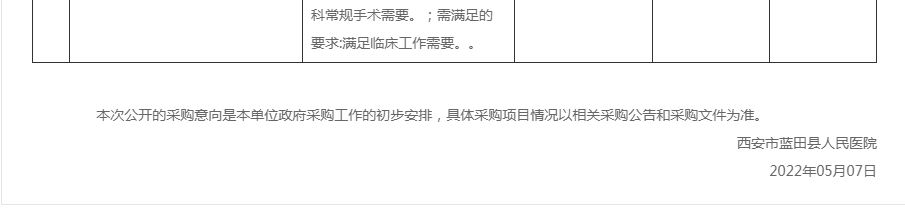 科常规手术需要。；需满足的
要求:满足临床工作需要。。
本次公开的采购意向是本单位政府采购工作的初步安排，具体采购项目情况以相关采购公告和采购文件为准。
西安市蓝田县人民医院
2022年05月07日